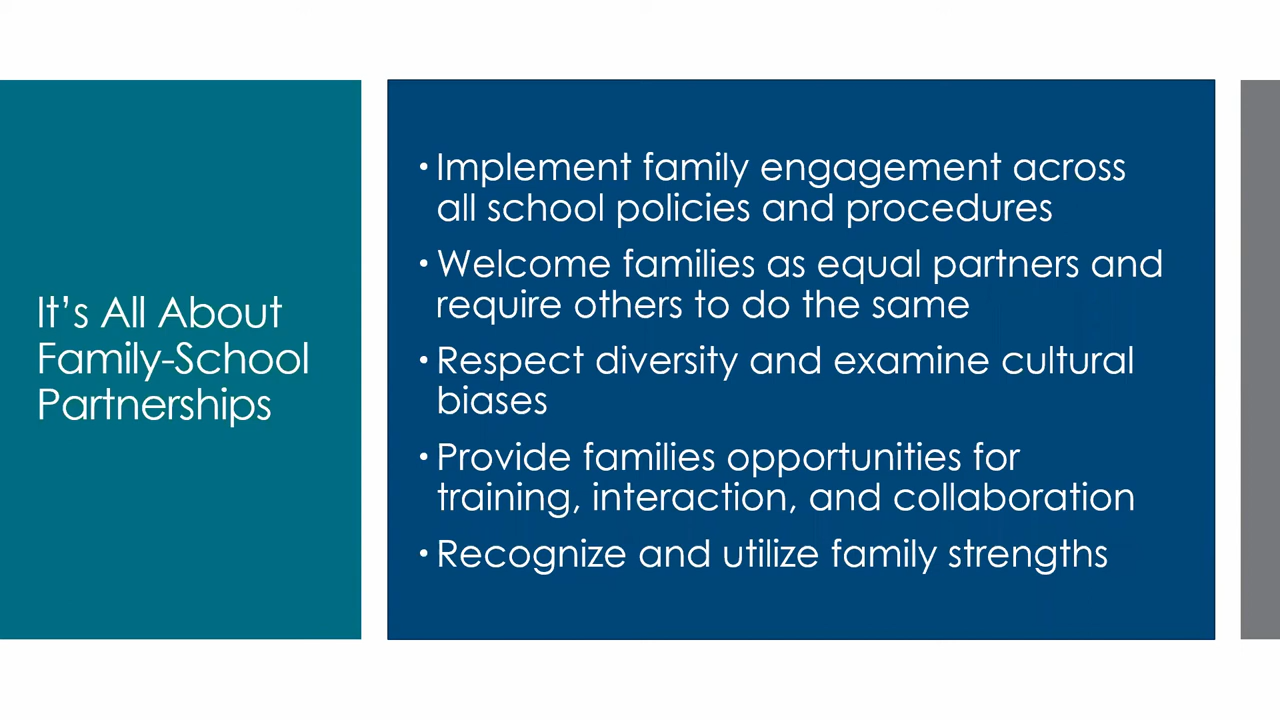 It's All About
Family-School
Partnerships
• Implement family engagement across
all school policies and procedures
• Welcome families as equal partners and
require others to do the same
• Respect diversity and examine cultural
biases
• Provide families opportunities for
training, interaction, and collaboration
• Recognize and utilize family strengths